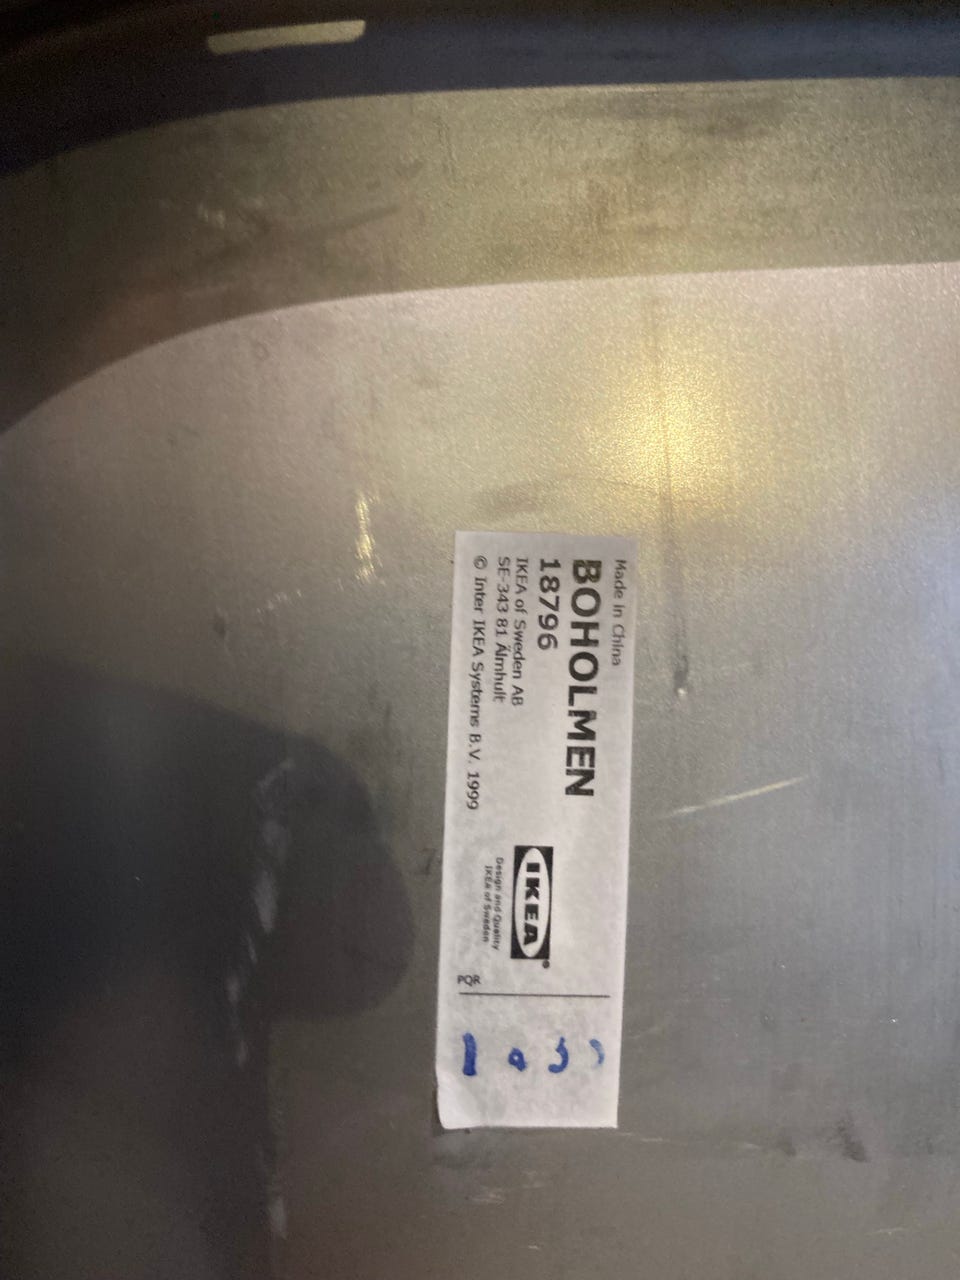 Made in China
BOHOLMEN
18796
IKEA of Sweden AB
SE-343 81 Älmhult
© Inter IKEA Systems B.V. 1999
IKEA®
Design and Quality
IKEA of Sweden
PQR